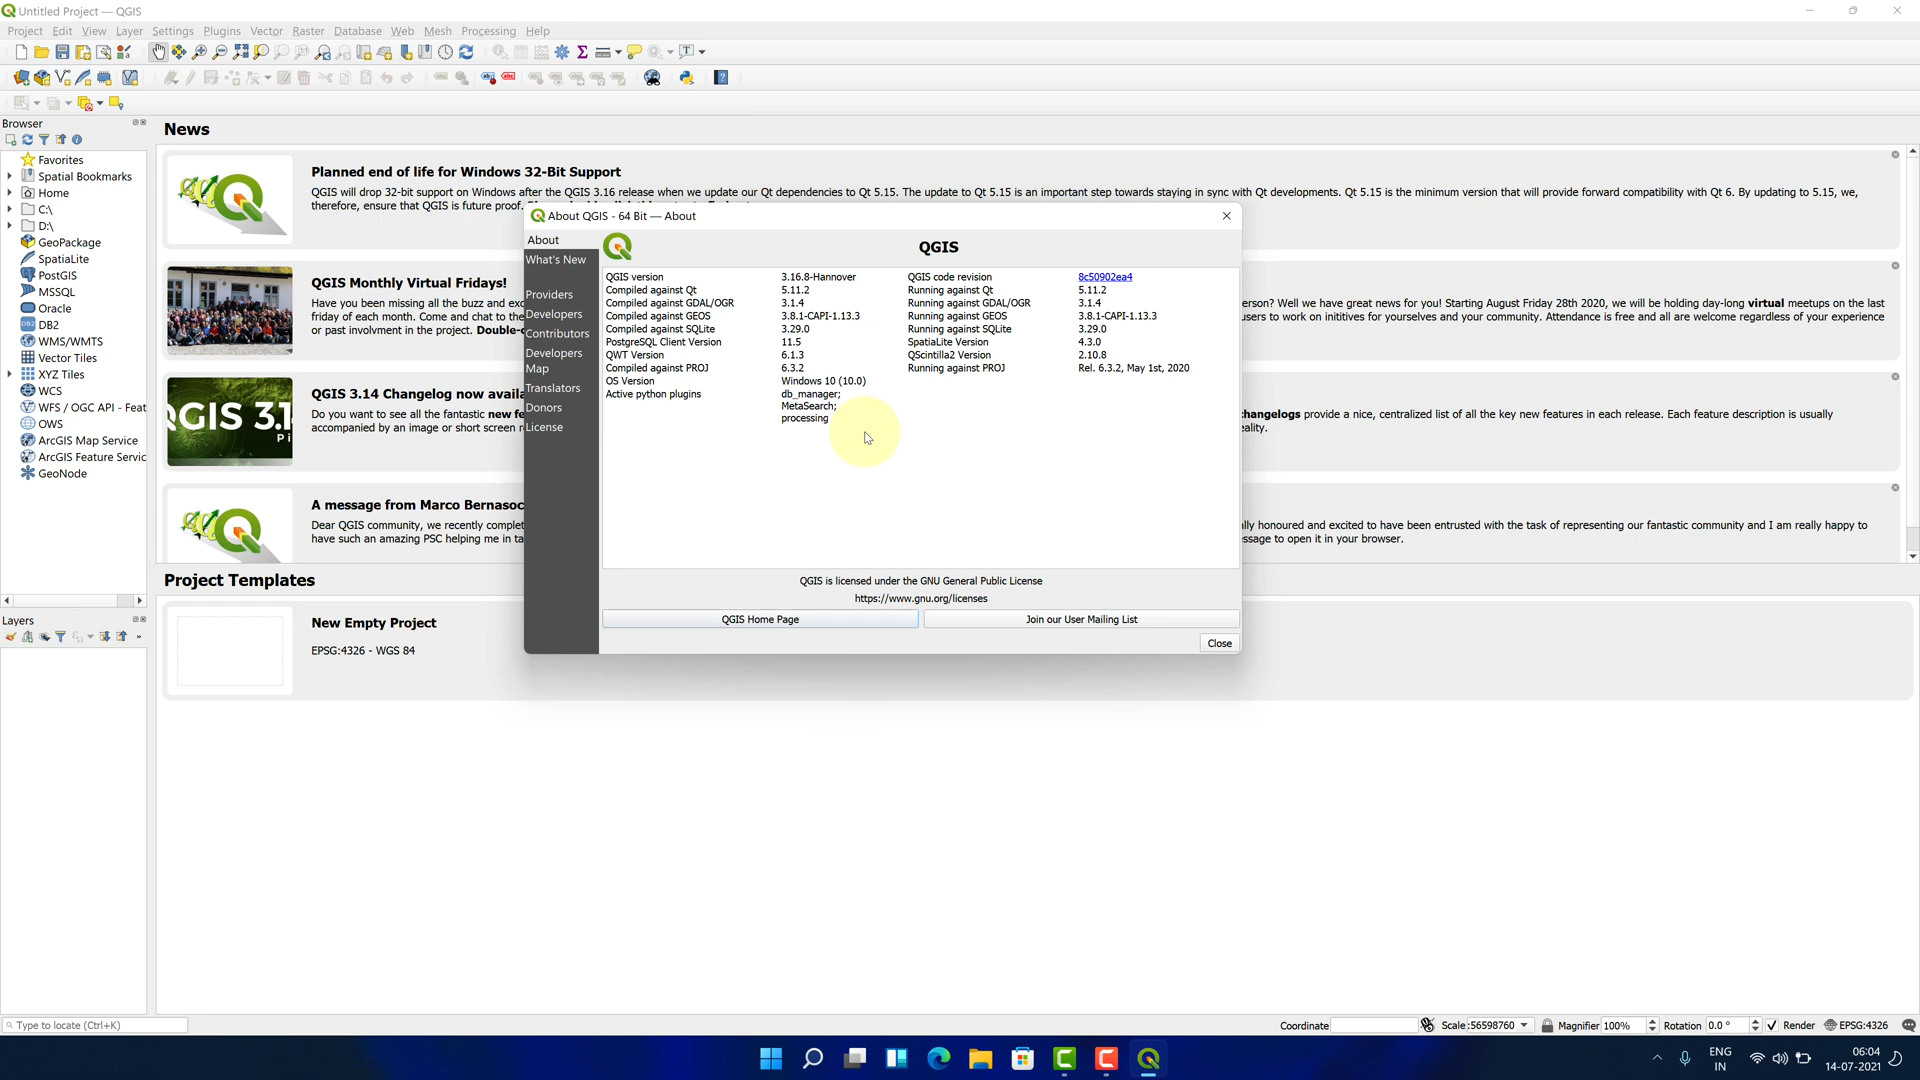 Untitled Project — QGIS
Project Edit View Layer Settings Plugins Vector Raster Database Web Mesh Processing Help
Browser
Favorites
Spatial Bookmarks
Home
C:\
D:\
GeoPackage
SpatiaLite
PostGIS
MSSQL
Oracle
DB2
WMS/WMTS
Vector Tiles
XYZ Tiles
WCS
WFS / OGC API - Feat
OWS
ArcGIS Map Service
ArcGIS Feature Servic
GeoNode
Layers
News
Planned end of life for Windows 32-Bit Support
QGIS will drop 32-bit support on Windows after the QGIS 3.16 release when we update our Qt dependencies to Qt 5.15. The update to Qt 5.15 is an important step towards staying in sync with Qt developments. Qt 5.15 is the minimum version that will provide forward compatibility with Qt 6. By updating to 5.15, we,
therefore, ensure that QGIS is future proof.
QGIS Monthly Virtual Fridays!
Have you been missing all the buzz and exc
erson? Well we have great news for you! Starting August Friday 28th 2020, we will be holding day-long virtual meetups on the last
friday of each month. Come and chat to the
users to work on inititives for yourselves and your community. Attendance is free and all are welcome regardless of your experience
or past involvment in the project. Double-c
QGIS 3.1
Pi
QGIS 3.14 Changelog now availa
Do you want to see all the fantastic new fe
changelogs provide a nice, centralized list of all the key new features in each release. Each feature description is usually
accompanied by an image or short screen r
ality.
A message from Marco Bernasoc
Dear QGIS community, we recently complet
lly honoured and excited to have been entrusted with the task of representing our fantastic community and I am really happy to
have such an amazing PSC helping me in ta
ssage to open it in your browser.
Project Templates
New Empty Project
EPSG:4326 - WGS 84
About QGIS - 64 Bit — About
About
What's New
Providers
Developers
Contributors
Developers
Map
Translators
Donors
License
QGIS
QGIS version 3.16.8-Hannover QGIS code revision 8c50902ea4
Compiled against Qt 5.11.2 Running against Qt 5.11.2
Compiled against GDAL/OGR 3.1.4 Running against GDAL/OGR 3.1.4
Compiled against GEOS 3.8.1-CAPI-1.13.3 Running against GEOS 3.8.1-CAPI-1.13.3
Compiled against SQLite 3.29.0 Running against SQLite 3.29.0
PostgreSQL Client Version 11.5 SpatiaLite Version 4.3.0
QWT Version 6.1.3 QScintilla2 Version 2.10.8
Compiled against PROJ 6.3.2 Running against PROJ Rel. 6.3.2, May 1st, 2020
OS Version Windows 10 (10.0)
Active python plugins db_manager;
MetaSearch;
processing
QGIS is licensed under the GNU General Public License
https://www.gnu.org/licenses
QGIS Home Page Join our User Mailing List
Close
Type to locate (Ctrl+K) Coordinate Scale :56598760 Magnifier 100% Rotation 0.0 ° Render EPSG:4326
ENG
IN
06:04
14-07-2021